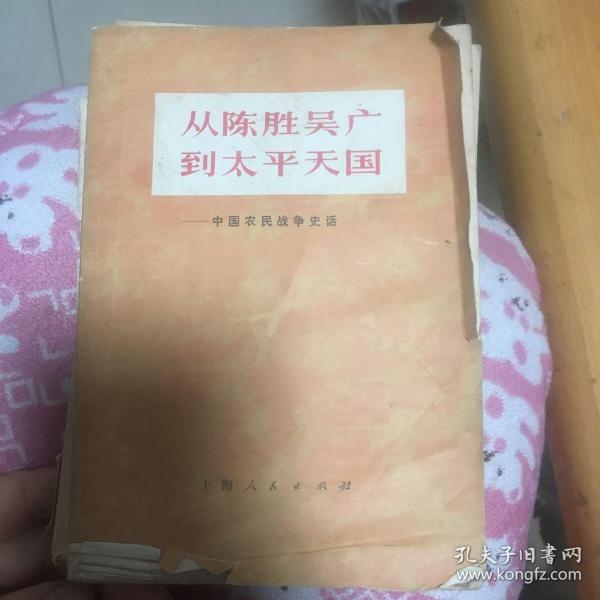 从陈胜吴广
到太平天国
——中国农民战争史话
上海人民出版社
孔夫子旧书网
www.kongfz.com